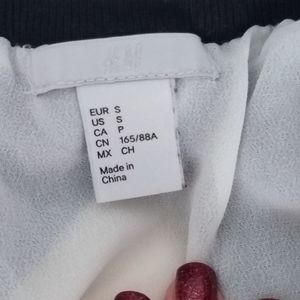 H&M
EUR S
US S
CA P
CN 165/88A
MX CH
Made in
China